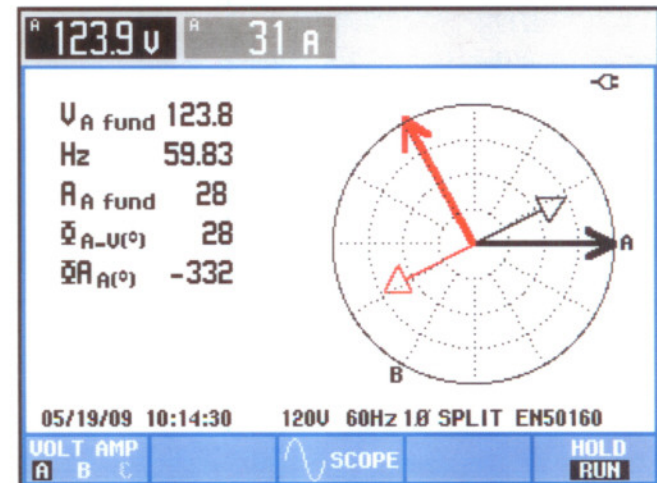 A 123.9 V A 31 A
VA fund 123.8
Hz 59.83
AA fund 28
ΦA-V(°) 28
ΦAA(°) -332
A
B
05/19/09 10:14:30 120V 60Hz 1Ø SPLIT EN50160
VOLT AMP SCOPE HOLD
A B C RUN